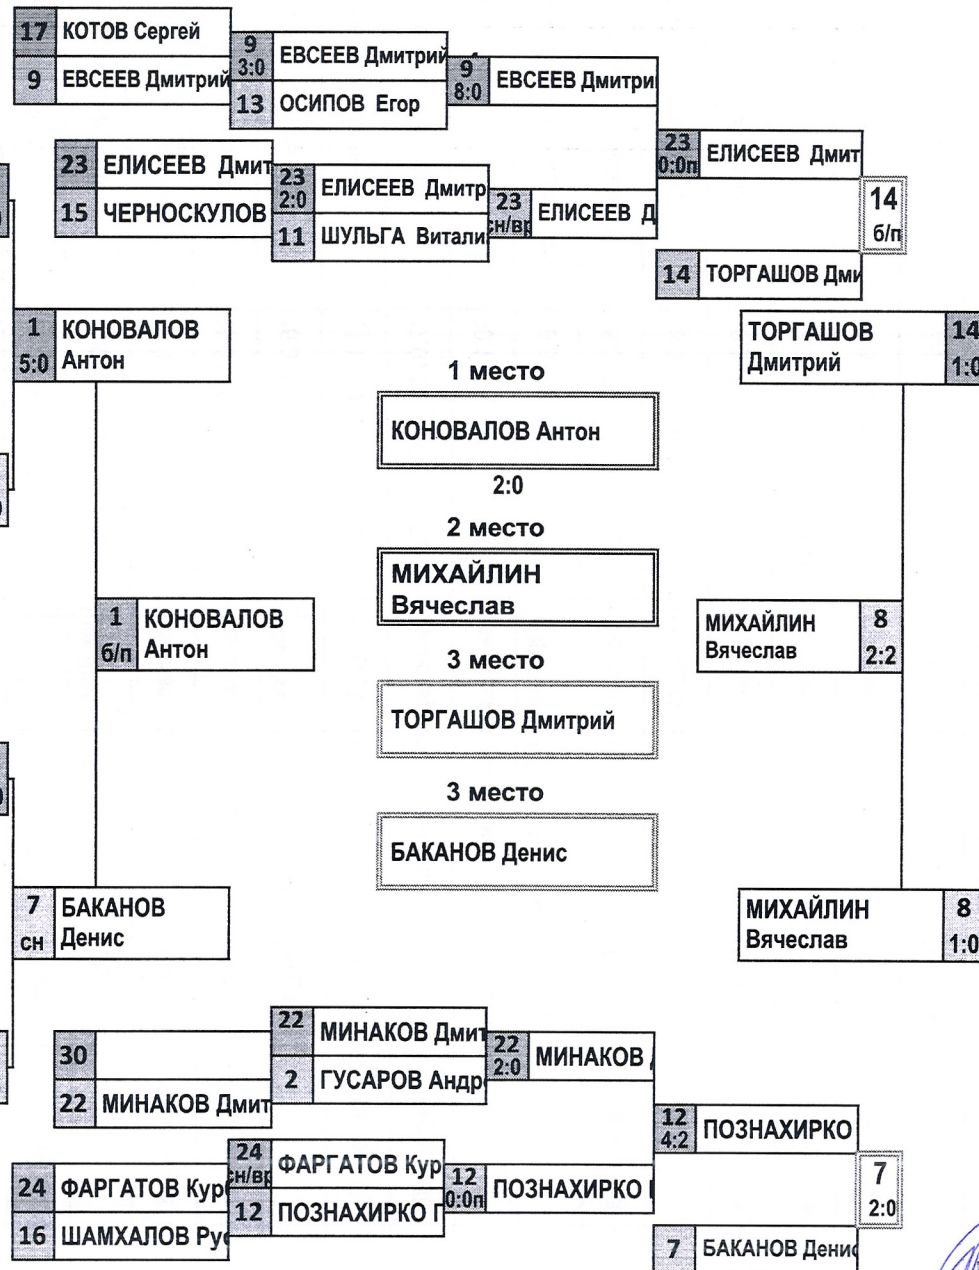 17 КОТОВ Сергей
9 ЕВСЕЕВ Дмитрий
9 ЕВСЕЕВ Дмитрий
3:0
13 ОСИПОВ Егор
9 ЕВСЕЕВ Дмитри
8:0
23 ЕЛИСЕЕВ Дмит
15 ЧЕРНОСКУЛОВ
23 ЕЛИСЕЕВ Дмитр
2:0
11 ШУЛЬГА Витали
23 ЕЛИСЕЕВ Д
сн/вр
23 ЕЛИСЕЕВ Дмит
0:0п
14 ТОРГАШОВ Дми
14
б/п
1 КОНОВАЛОВ
5:0 Антон
ТОРГАШОВ 14
Дмитрий 1:0
1 место
КОНОВАЛОВ Антон
2:0
2 место
МИХАЙЛИН
Вячеслав
1 КОНОВАЛОВ
б/п Антон
МИХАЙЛИН 8
Вячеслав 2:2
3 место
ТОРГАШОВ Дмитрий
3 место
БАКАНОВ Денис
7 БАКАНОВ
сн Денис
МИХАЙЛИН 8
Вячеслав 1:0
30
22 МИНАКОВ Дмит
22 МИНАКОВ Дмит
2 ГУСАРОВ Андр
22 МИНАКОВ
2:0
24 ФАРГАТОВ Кур
16 ШАМХАЛОВ Рус
24 ФАРГАТОВ Кур
сн/вр
12 ПОЗНАХИРКО
12 ПОЗНАХИРКО
0:0п
12 ПОЗНАХИРКО
4:2
7 БАКАНОВ Денис
7
2:0